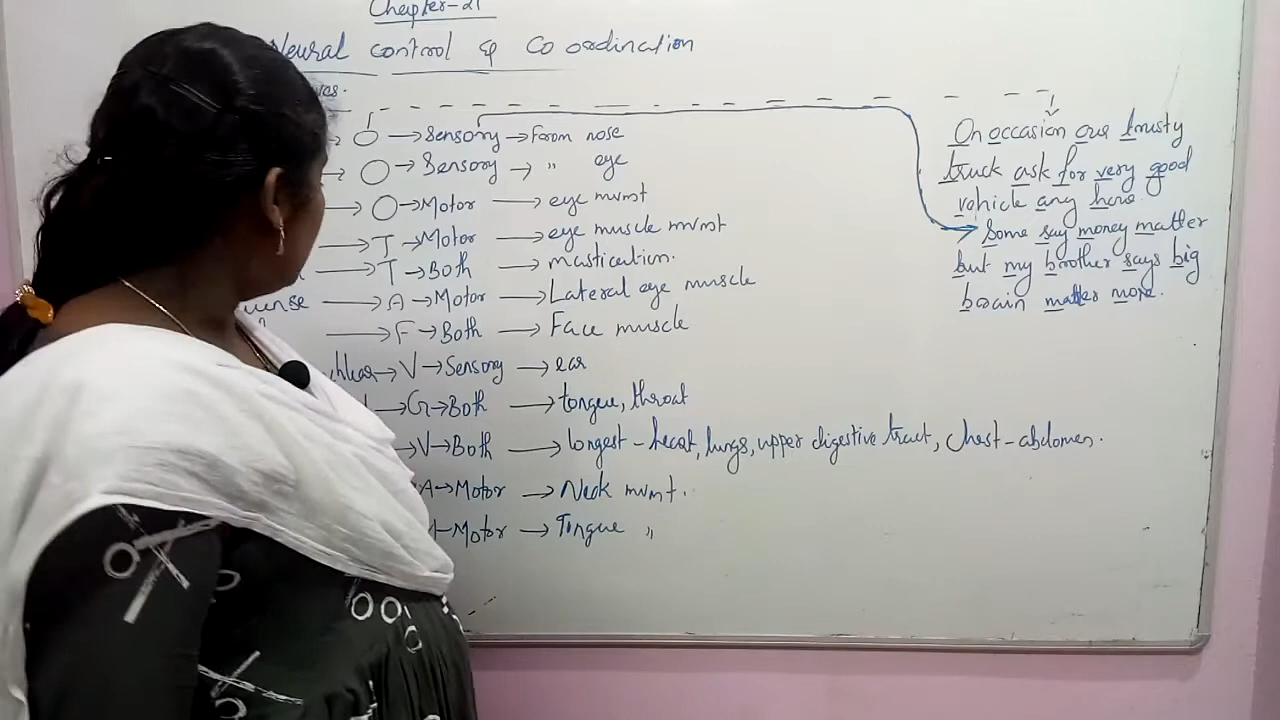 Chapter-21
Neural control & Coordination
O → Sensory → From nose
→ O → Sensory → " eye
→ O → Motor → eye mvmt
→ T → Motor → eye muscle mvmt
→ T → Both → mastication.
→ A → Motor → Lateral eye muscle
→ F → Both → Face muscle
→ V → Sensory → ear
→ G → Both → tongue, throat
→ V → Both → longest - heart, lungs, upper digestive tract, Chest-abdomen.
A → Motor → Neck mvmt.
Motor → Tongue "
On occasion our trusty
truck ask for very good
vehicle any here
Some say money matter
but my brother says big
brain matter more.